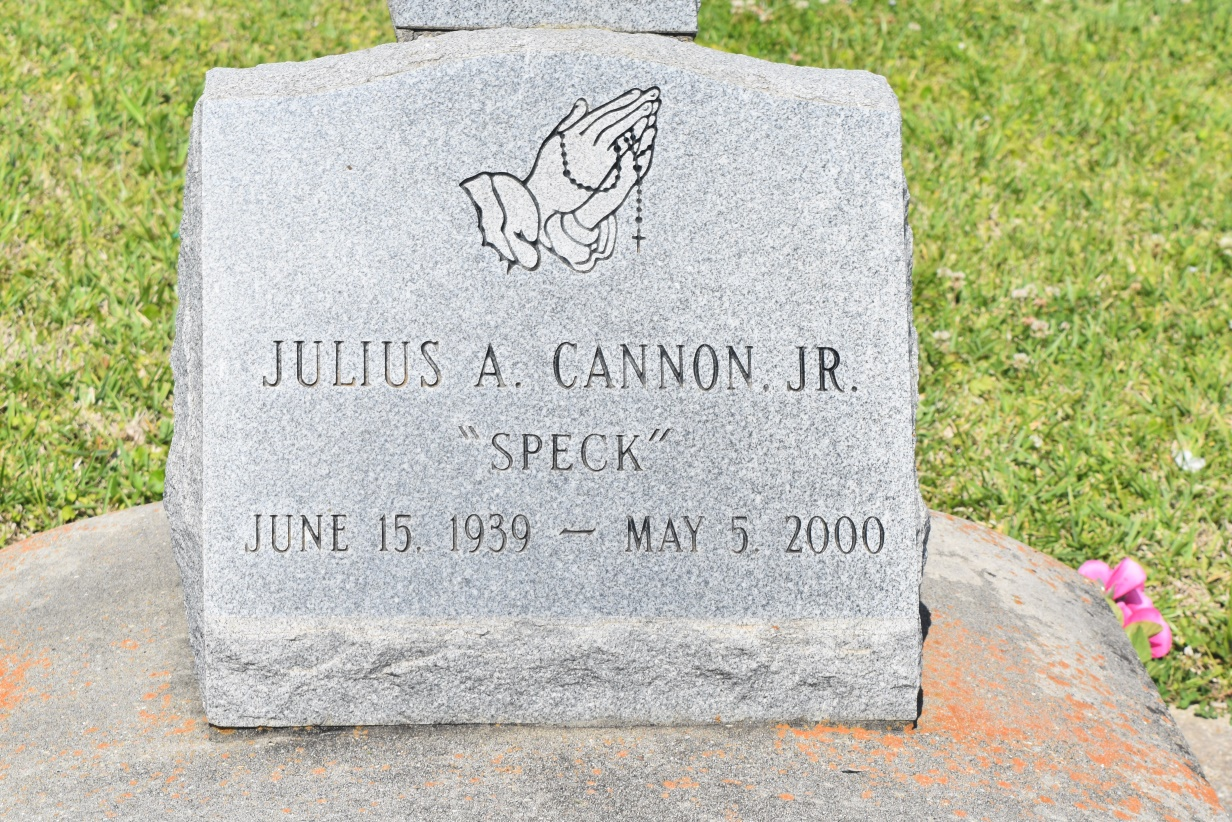 JULIUS A. CANNON, JR.
"SPECK"
JUNE 15, 1939 – MAY 5, 2000